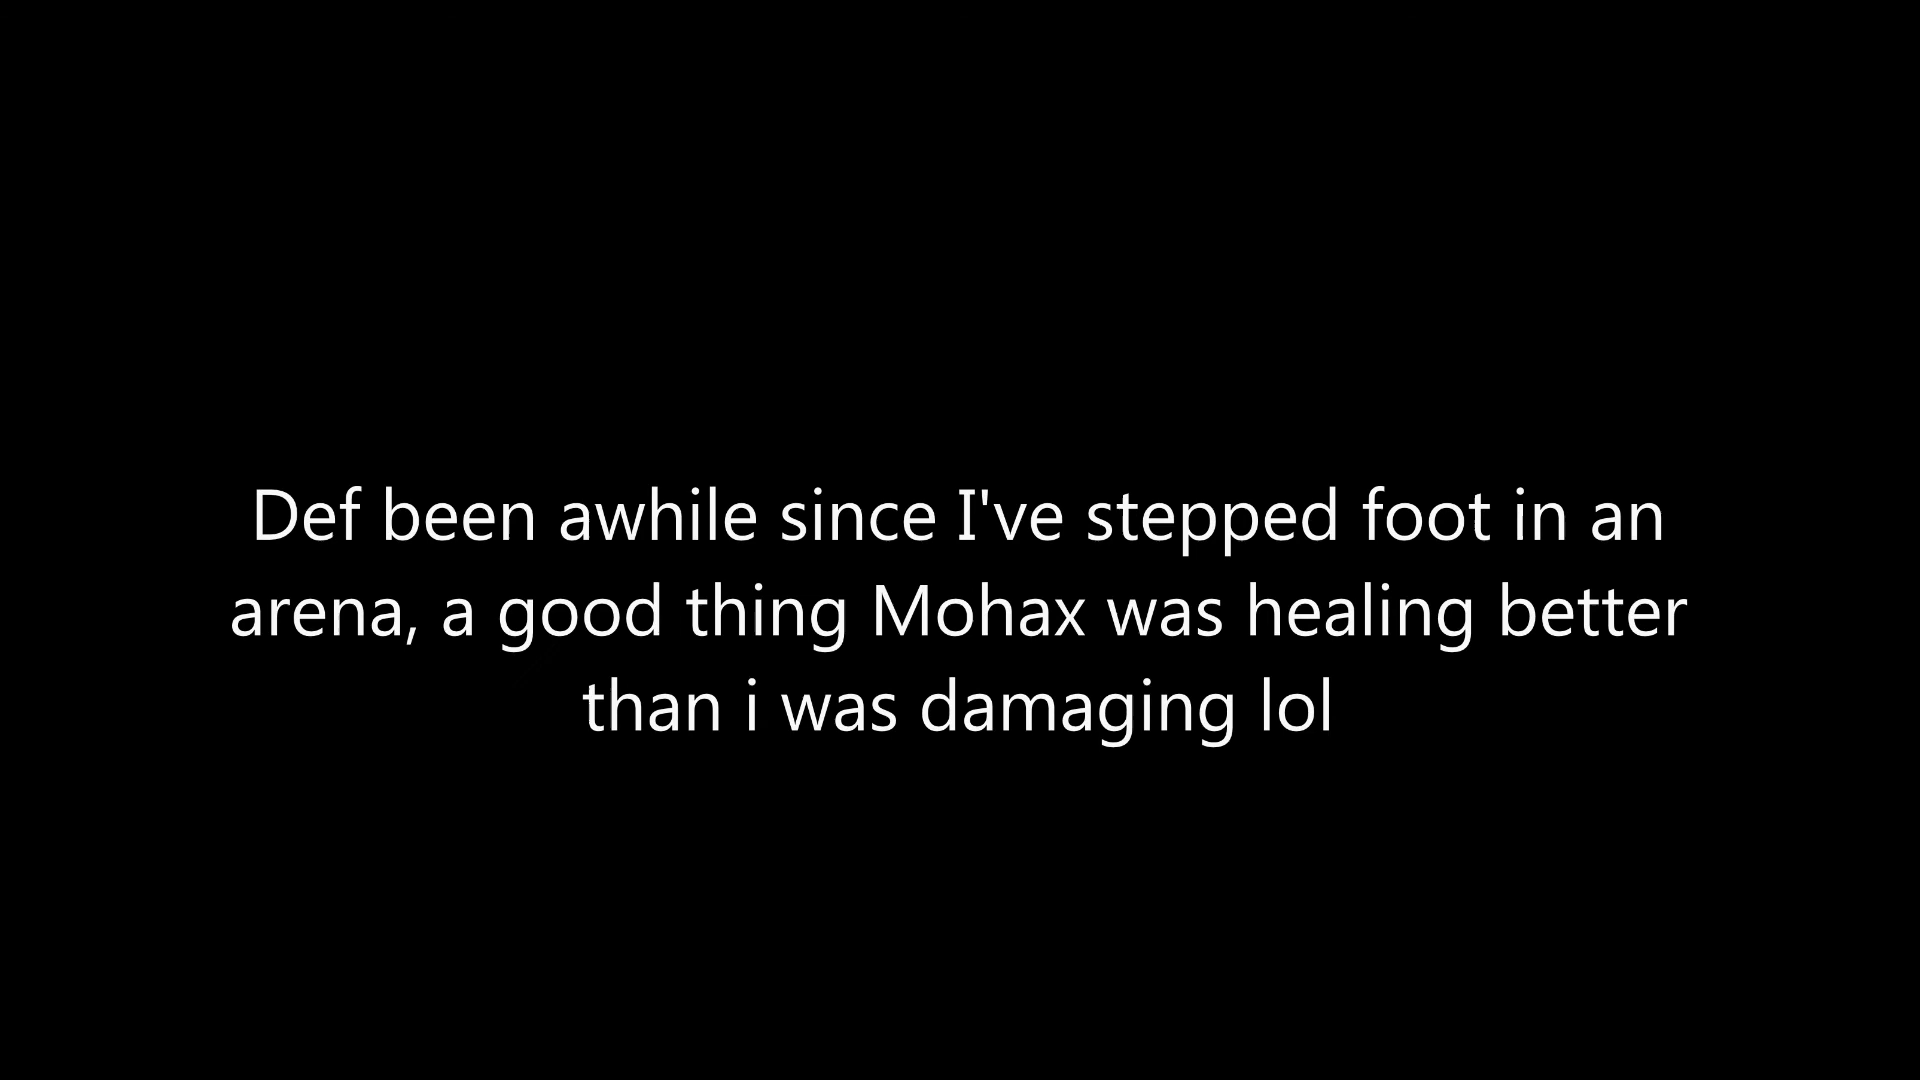 Def been awhile since I've stepped foot in an
arena, a good thing Mohax was healing better
than i was damaging lol